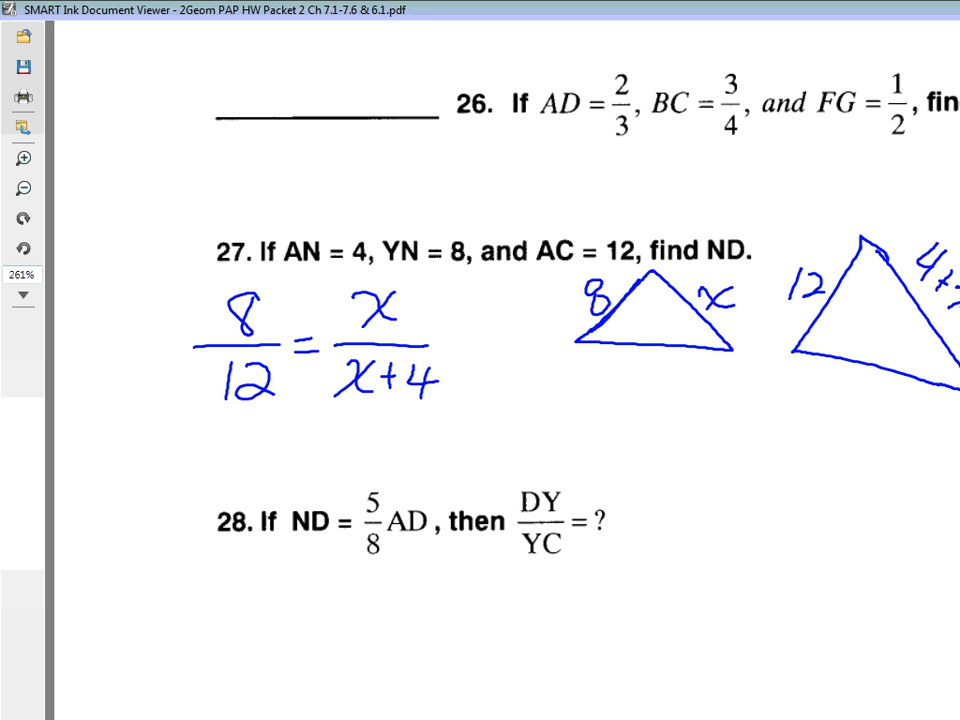 SMART Ink Document Viewer - 2Geom PAP HW Packet 2 Ch 7.1-7.6 & 6.1.pdf
261%
26. If AD = 2/3, BC = 3/4, and FG = 1/2, fin
27. If AN = 4, YN = 8, and AC = 12, find ND.
8/12 = x/x+4
8 x
12 4+
28. If ND = 5/8 AD, then DY/YC = ?